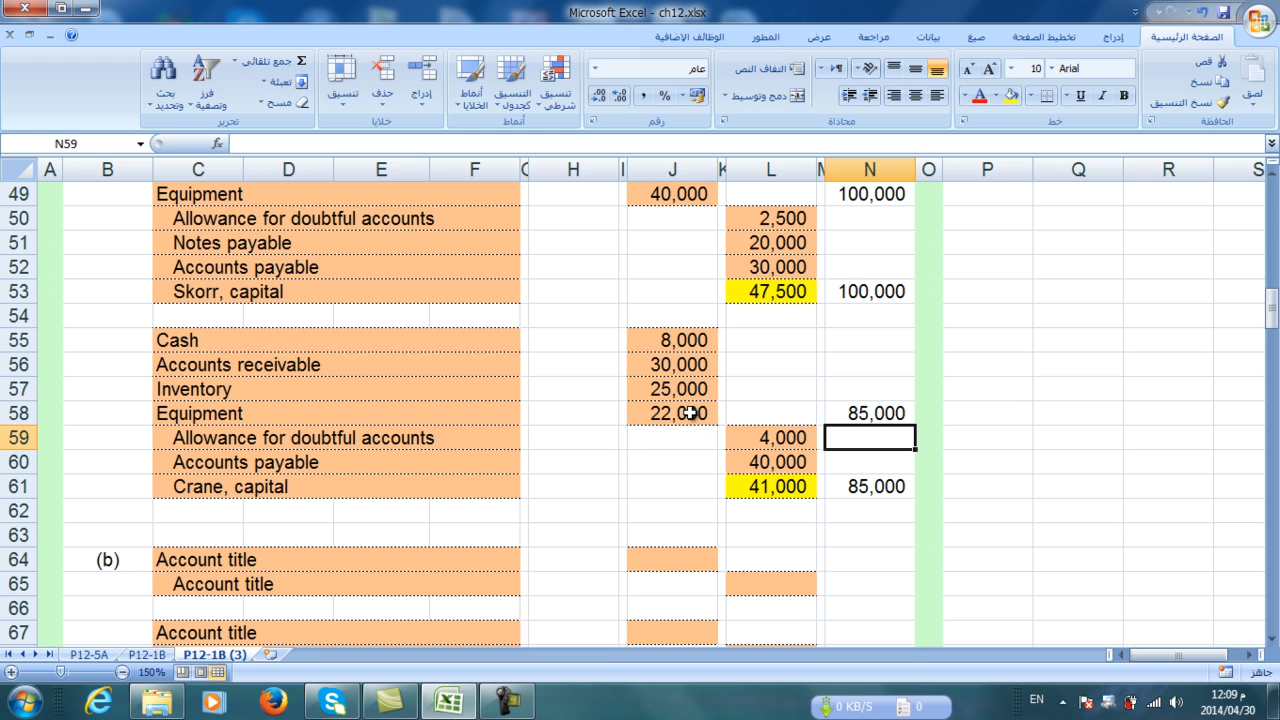 Microsoft Excel - ch12.xlsx
الصفحة الرئيسية إدراج تخطيط الصفحة صيغ بيانات مراجعة عرض المطور الوظائف الإضافية
قص
نسخ
نسخ التنسيق
لصق
الحافظة
Arial 10
B I U A
خط
التفاف النص
دمج وتوسيط
محاذاة
عام
%
رقم
تنسيق شرطي
التنسيق كجدول
أنماط الخلايا
أنماط
إدراج
حذف
تنسيق
خلايا
جمع تلقائي
تعبئة
مسح
فرز وتصفية
بحث وتحديد
تحرير
N59 fx
A B C D E F H I J K L M N O P Q R S
49 Equipment 40,000 100,000
50 Allowance for doubtful accounts 2,500
51 Notes payable 20,000
52 Accounts payable 30,000
53 Skorr, capital 47,500 100,000
54
55 Cash 8,000
56 Accounts receivable 30,000
57 Inventory 25,000
58 Equipment 22,000 85,000
59 Allowance for doubtful accounts 4,000
60 Accounts payable 40,000
61 Crane, capital 41,000 85,000
62
63
64 (b) Account title
65 Account title
66
67 Account title
P12-5A P12-1B P12-1B (3)
150% جاهز
0 KB/S 0
EN
12:09 م
2014/04/30